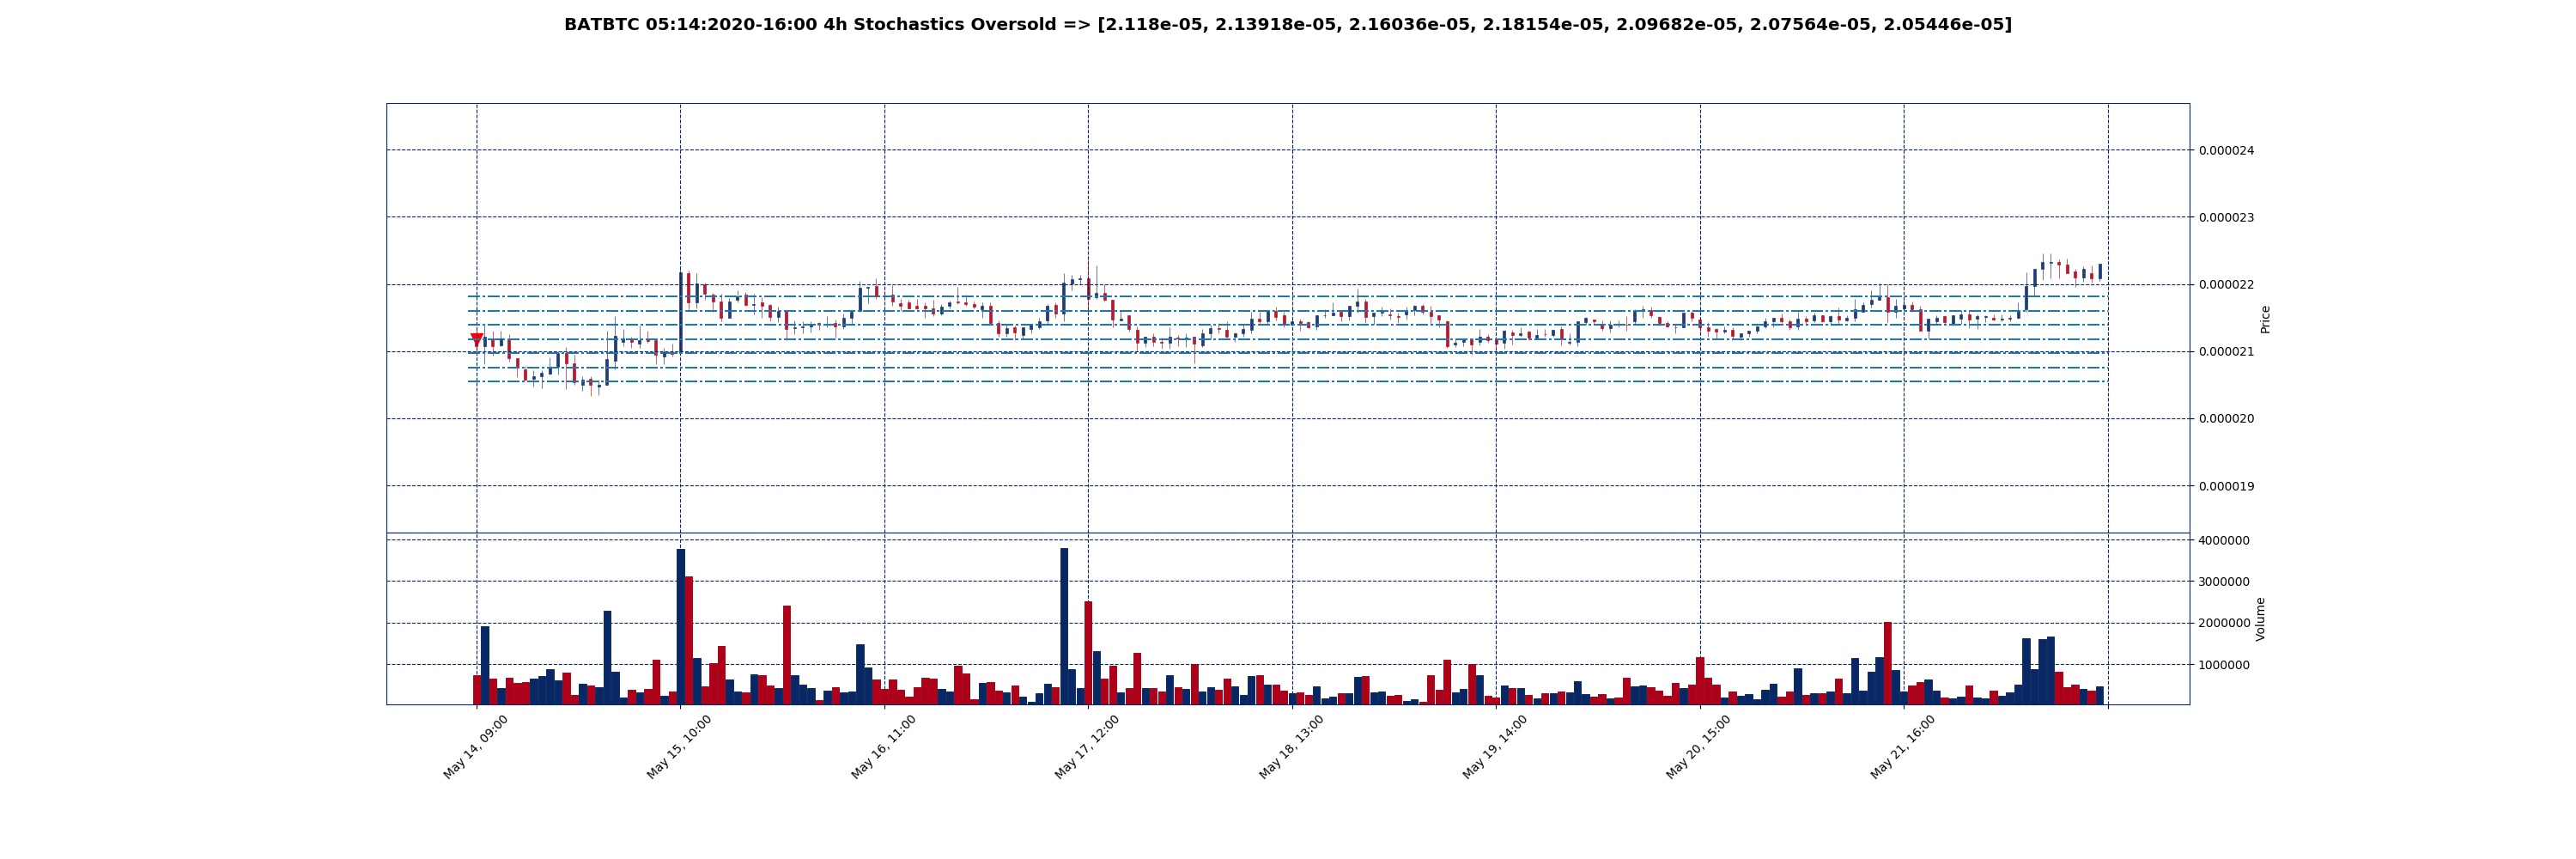 BATBTC 05:14:2020-16:00 4h Stochastics Oversold => [2.118e-05, 2.13918e-05, 2.16036e-05, 2.18154e-05, 2.09682e-05, 2.07564e-05, 2.05446e-05]
0.000024
0.000023
0.000022
Price
0.000021
0.000020
0.000019
4000000
3000000
Volume
2000000
1000000
May 14, 09:00
May 15, 10:00
May 16, 11:00
May 17, 12:00
May 18, 13:00
May 19, 14:00
May 20, 15:00
May 21, 16:00